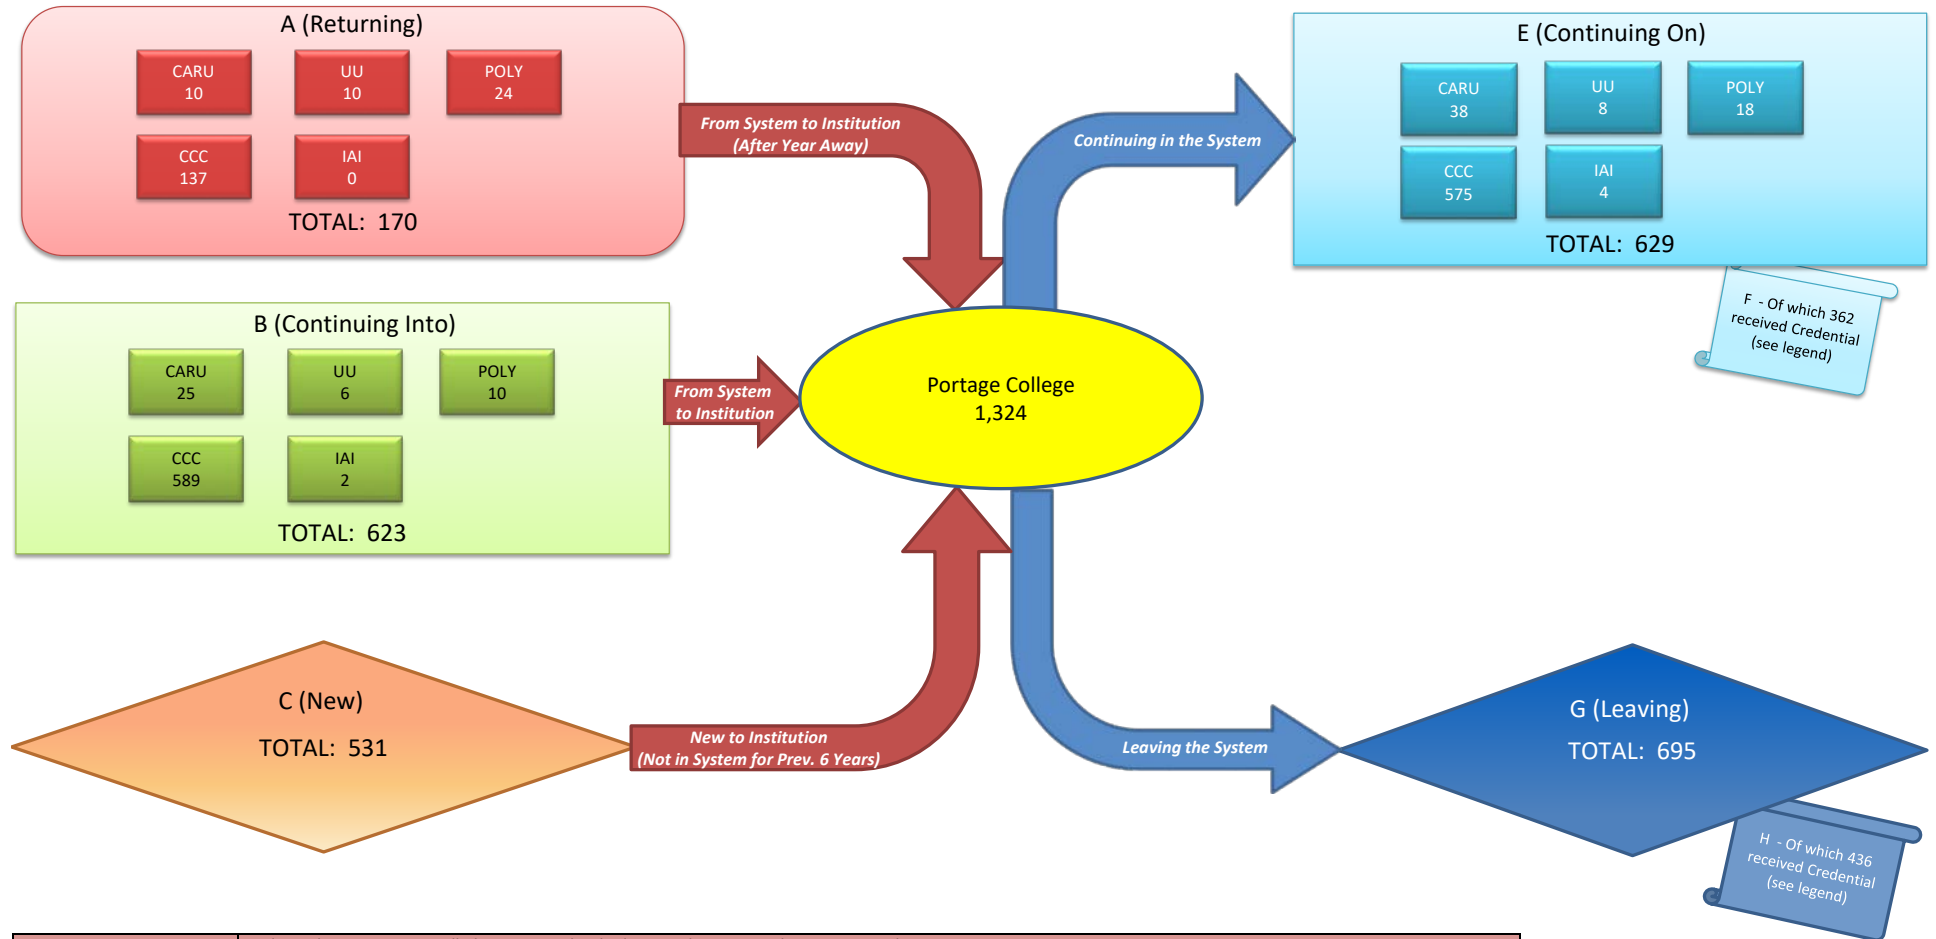 A (Returning)
CARU
10
UU
10
POLY
24
CCC
137
IAI
0
TOTAL: 170
From System to Institution
(After Year Away)
Continuing in the System
E (Continuing On)
CARU
38
UU
8
POLY
18
CCC
575
IAI
4
TOTAL: 629
F - Of which 362
received Credential
(see legend)
B (Continuing Into)
CARU
25
UU
6
POLY
10
CCC
589
IAI
2
TOTAL: 623
From System
to Institution
Portage College
1,324
C (New)
TOTAL: 531
New to Institution
(Not in System for Prev. 6 Years)
Leaving the System
G (Leaving)
TOTAL: 695
H - Of which 436
received Credential
(see legend)